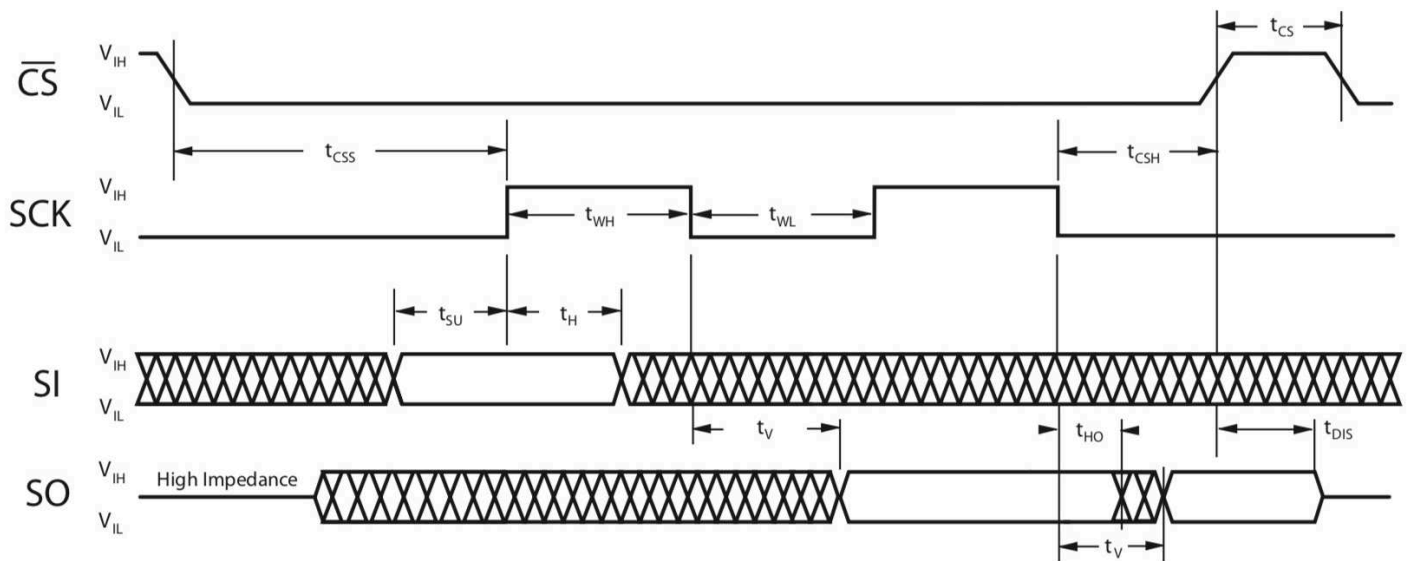 t_CS
V_IH
C̅S̅
V_IL
t_CSS
t_CSH
V_IH
SCK
t_WH
t_WL
V_IL
t_SU
t_H
V_IH
SI
V_IL
t_V
t_HO
t_DIS
V_IH
High Impedance
SO
V_IL
t_V